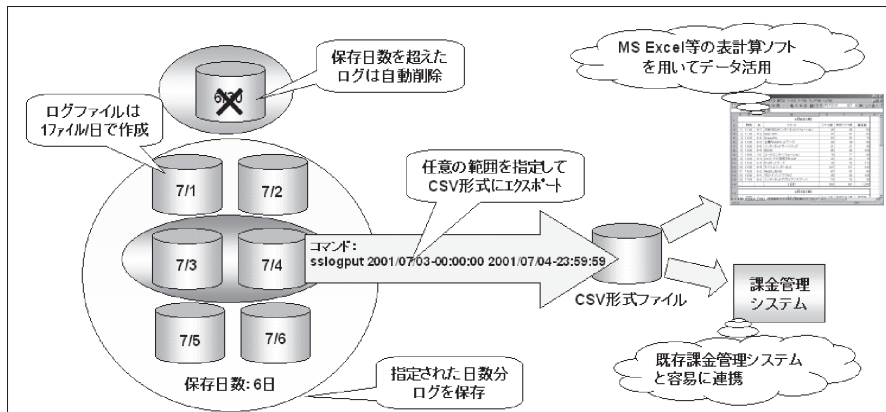 保存日数を超えた
ログは自動削除
6/30
ログファイルは
1ファイル/日で作成
7/1
7/2
7/3
7/4
7/5
7/6
保存日数: 6日
指定された日数分
ログを保存
任意の範囲を指定して
CSV形式にエクスポート
コマンド:
sslogput 2001/07/03-00:00:00 2001/07/04-23:59:59
CSV形式ファイル
MS Excel等の表計算ソフト
を用いてデータ活用
課金管理
システム
既存課金管理システム
と容易に連携